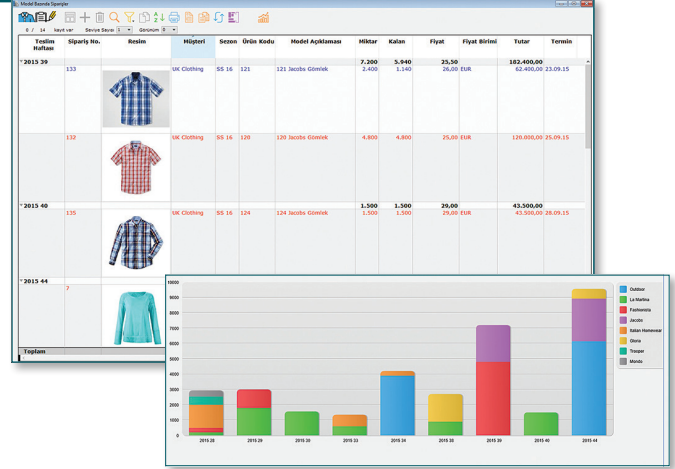 Model Bazında Siparişler
0 / 14 kayıt var Seviye Sayısı 1 Görünüm 0
Teslim Haftası Sipariş No. Resim Müşteri Sezon Ürün Kodu Model Açıklaması Miktar Kalan Fiyat Fiyat Birimi Tutar Termin
2015 39 7.200 5.940 25,50 182.400,00
133 UK Clothing SS 16 121 121 Jacobs Gömlek 2.400 1.140 26,00 EUR 62.400,00 23.09.15
132 UK Clothing SS 16 120 120 Jacobs Gömlek 4.800 4.800 25,00 EUR 120.000,00 25.09.15
2015 40 1.500 1.500 29,00 43.500,00
135 UK Clothing SS 16 124 124 Jacobs Gömlek 1.500 1.500 29,00 EUR 43.500,00 28.09.15
2015 44
7
Toplam
10000
9000
8000
7000
6000
5000
4000
3000
2000
1000
0
2015 28 2015 29 2015 30 2015 33 2015 34 2015 38 2015 39 2015 40 2015 44
Outdoor
La Martina
Fashionista
Jacobs
Italian Homewear
Gloria
Trooper
Monda